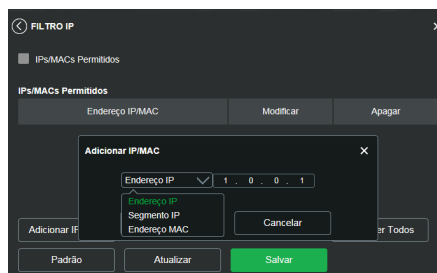 FILTRO IP
IPs/MACs Permitidos
IPs/MACs Permitidos
Endereço IP/MAC Modificar Apagar
Adicionar IP/MAC
Endereço IP 1 . 0 . 0 . 1
Endereço IP
Segmento IP
Endereço MAC
Adicionar IP Cancelar er Todos
Padrão Atualizar Salvar